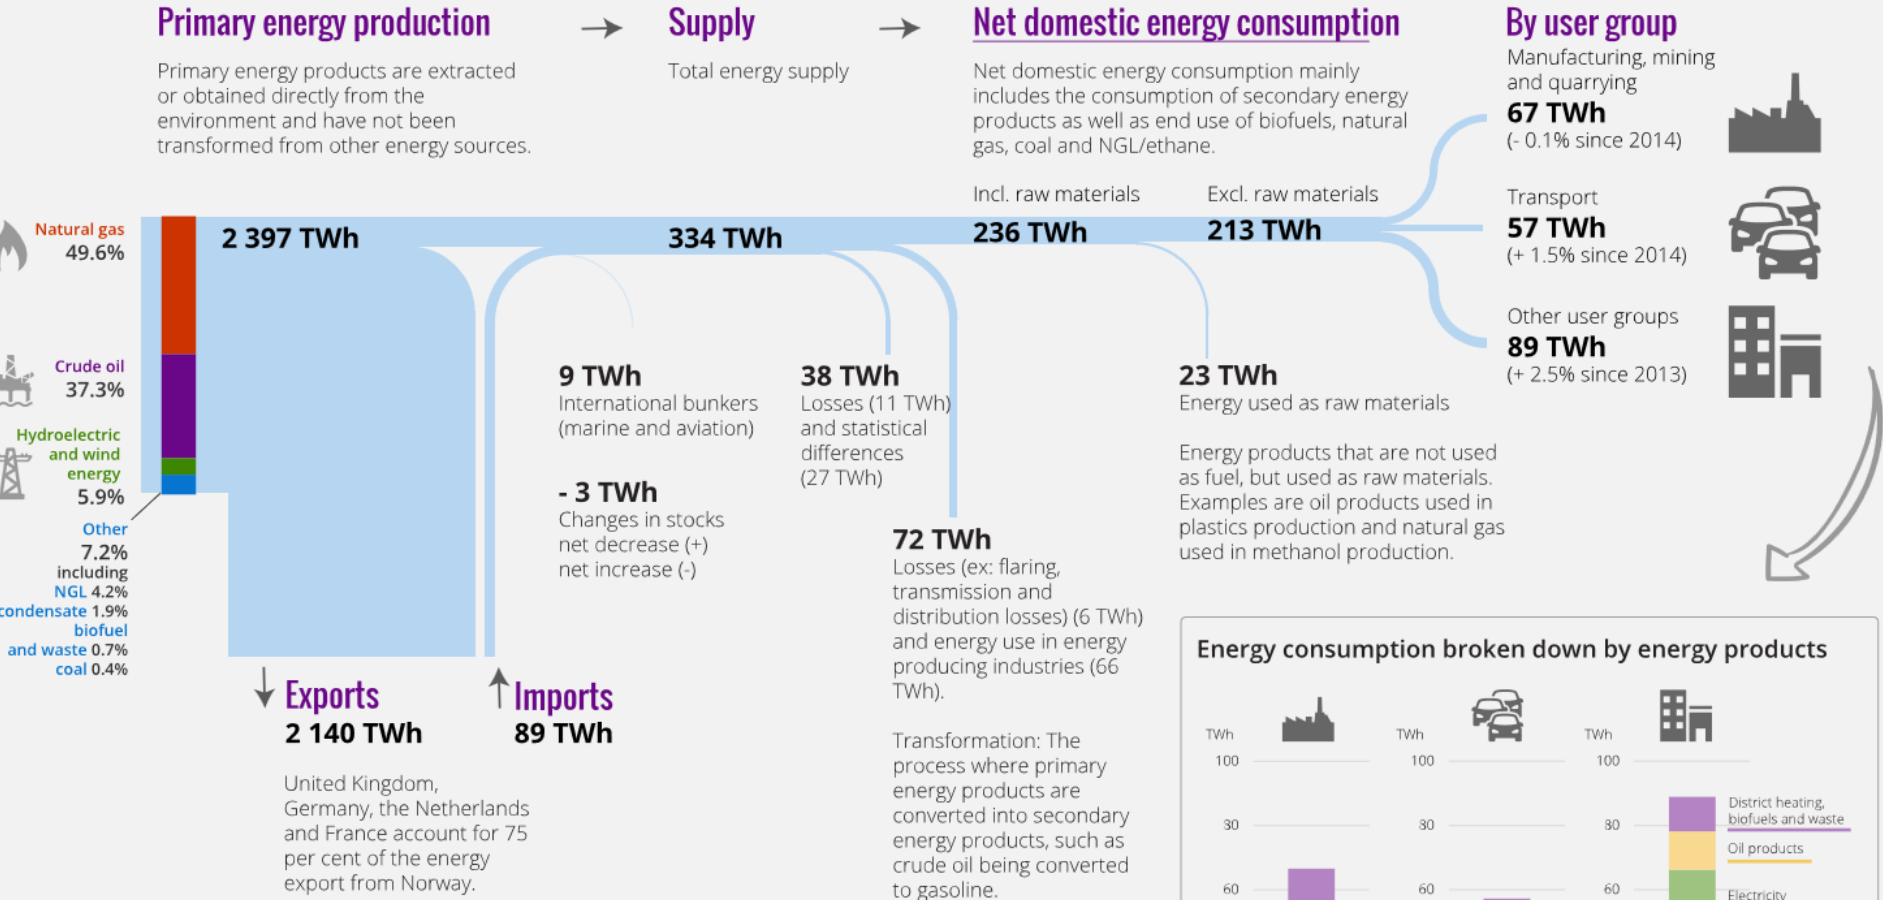 Primary energy production
Primary energy products are extracted
or obtained directly from the
environment and have not been
transformed from other energy sources.
Supply
Total energy supply
Net domestic energy consumption
Net domestic energy consumption mainly
includes the consumption of secondary energy
products as well as end use of biofuels, natural
gas, coal and NGL/ethane.
By user group
Manufacturing, mining
and quarrying
67 TWh
(- 0.1% since 2014)
Transport
57 TWh
(+ 1.5% since 2014)
Other user groups
89 TWh
(+ 2.5% since 2013)
Incl. raw materials
236 TWh
Excl. raw materials
213 TWh
2 397 TWh
334 TWh
Natural gas
49.6%
Crude oil
37.3%
Hydroelectric
and wind
energy
5.9%
Other
7.2%
including
NGL 4.2%
condensate 1.9%
biofuel
and waste 0.7%
coal 0.4%
9 TWh
International bunkers
(marine and aviation)
- 3 TWh
Changes in stocks
net decrease (+)
net increase (-)
38 TWh
Losses (11 TWh)
and statistical
differences
(27 TWh)
72 TWh
Losses (ex: flaring,
transmission and
distribution losses) (6 TWh)
and energy use in energy
producing industries (66
TWh).
Transformation: The
process where primary
energy products are
converted into secondary
energy products, such as
crude oil being converted
to gasoline.
23 TWh
Energy used as raw materials
Energy products that are not used
as fuel, but used as raw materials.
Examples are oil products used in
plastics production and natural gas
used in methanol production.
Exports
2 140 TWh
United Kingdom,
Germany, the Netherlands
and France account for 75
per cent of the energy
export from Norway.
Imports
89 TWh
Energy consumption broken down by energy products
TWh
100
80
60
TWh
100
80
60
TWh
100
80
60
District heating,
biofuels and waste
Oil products
Electricity